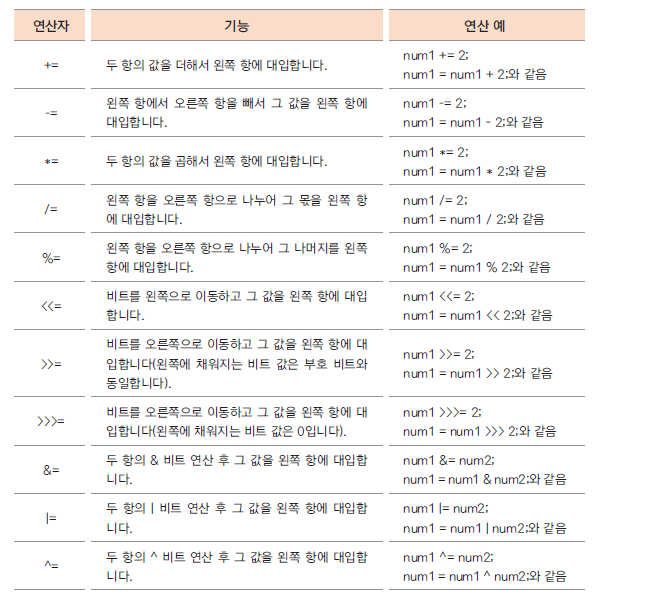 연산자 기능 연산 예
+= 두 항의 값을 더해서 왼쪽 항에 대입합니다. num1 += 2;
num1 = num1 + 2;와 같음
-= 왼쪽 항에서 오른쪽 항을 빼서 그 값을 왼쪽 항에
대입합니다.
num1 -= 2;
num1 = num1 - 2;와 같음
*= 두 항의 값을 곱해서 왼쪽 항에 대입합니다. num1 *= 2;
num1 = num1 * 2;와 같음
/= 왼쪽 항을 오른쪽 항으로 나누어 그 몫을 왼쪽 항
에 대입합니다.
num1 /= 2;
num1 = num1 / 2;와 같음
%= 왼쪽 항을 오른쪽 항으로 나누어 그 나머지를 왼쪽
항에 대입합니다.
num1 %= 2;
num1 = num1 % 2;와 같음
<<= 비트를 왼쪽으로 이동하고 그 값을 왼쪽 항에 대입
합니다.
num1 <<= 2;
num1 = num1 << 2;와 같음
>>= 비트를 오른쪽으로 이동하고 그 값을 왼쪽 항에 대
입합니다(왼쪽에 채워지는 비트 값은 부호 비트와
동일합니다).
num1 >>= 2;
num1 = num1 >> 2;와 같음
>>>= 비트를 오른쪽으로 이동하고 그 값을 왼쪽 항에 대
입합니다(왼쪽에 채워지는 비트 값은 0입니다).
num1 >>>= 2;
num1 = num1 >>> 2;와 같음
&= 두 항의 & 비트 연산 후 그 값을 왼쪽 항에 대입합
니다.
num1 &= num2;
num1 = num1 & num2;와 같음
|= 두 항의 | 비트 연산 후 그 값을 왼쪽 항에 대입합
니다.
num1 |= num2;
num1 = num1 | num2;와 같음
^= 두 항의 ^ 비트 연산 후 그 값을 왼쪽 항에 대입합
니다.
num1 ^= num2;
num1 = num1 ^ num2;와 같음